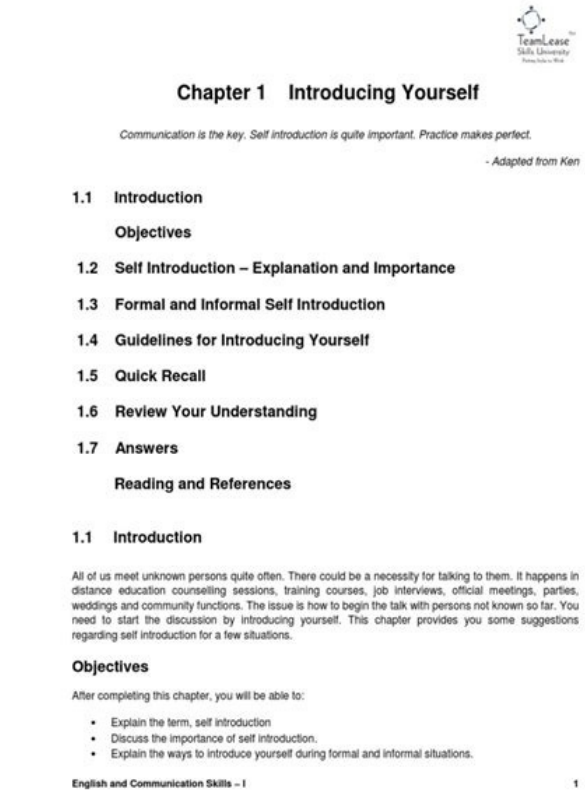 TeamLease
Skills University
Chapter 1 Introducing Yourself
Communication is the key. Self introduction is quite important. Practice makes perfect.
- Adapted from Ken
1.1 Introduction
Objectives
1.2 Self Introduction – Explanation and Importance
1.3 Formal and Informal Self Introduction
1.4 Guidelines for Introducing Yourself
1.5 Quick Recall
1.6 Review Your Understanding
1.7 Answers
Reading and References
1.1 Introduction
All of us meet unknown persons quite often. There could be a necessity for talking to them. It happens in
distance education counselling sessions, training courses, job interviews, official meetings, parties,
weddings and community functions. The issue is how to begin the talk with persons not known so far. You
need to start the discussion by introducing yourself. This chapter provides you some suggestions
regarding self introduction for a few situations.
Objectives
After completing this chapter, you will be able to:
• Explain the term, self introduction
• Discuss the importance of self introduction.
• Explain the ways to introduce yourself during formal and informal situations.
English and Communication Skills – I 1